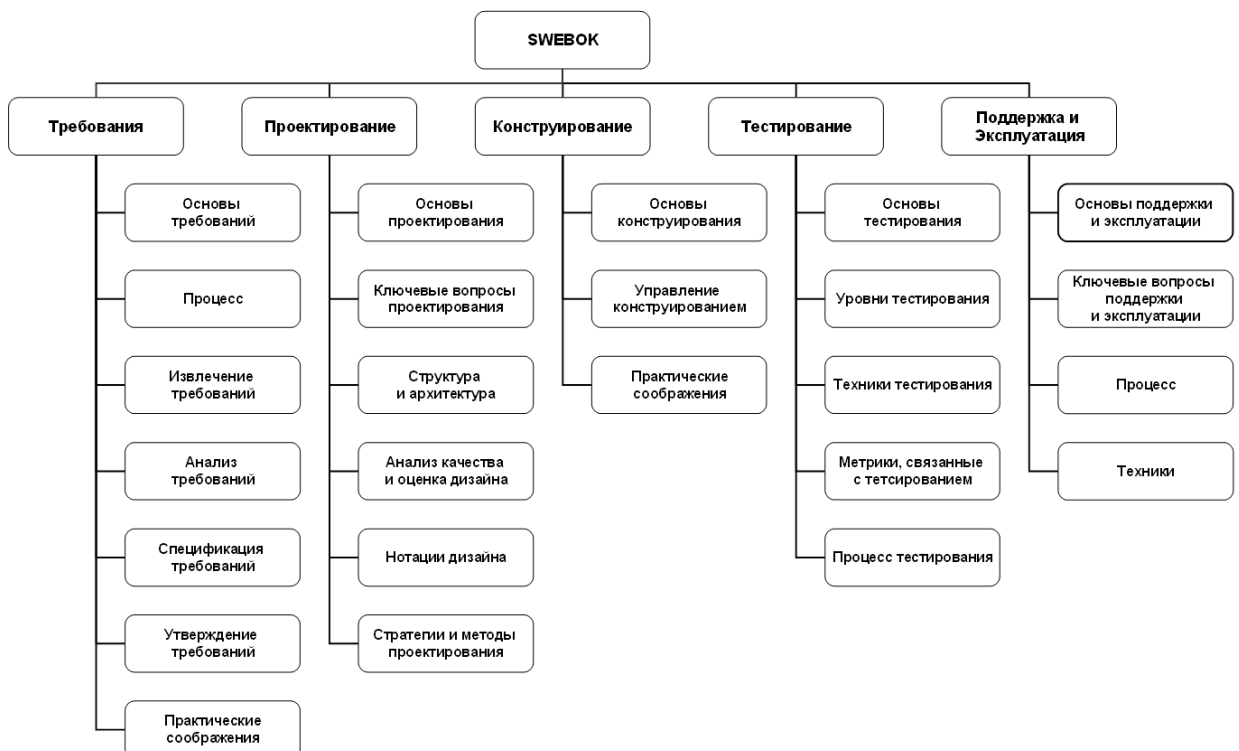 SWEBOK
Требования
Проектирование
Конструирование
Тестирование
Поддержка и
Эксплуатация
Основы
требований
Процесс
Извлечение
требований
Анализ
требований
Спецификация
требований
Утверждение
требований
Практические
соображения
Основы
проектирования
Ключевые вопросы
проектирования
Структура
и архитектура
Анализ качества
и оценка дизайна
Нотации дизайна
Стратегии и методы
проектирования
Основы
конструирования
Управление
конструированием
Практические
соображения
Основы
тестирования
Уровни тестирования
Техники тестирования
Метрики, связанные
с тетсированием
Процесс тестирования
Основы поддержки
и эксплуатации
Ключевые вопросы
поддержки
и эксплуатации
Процесс
Техники